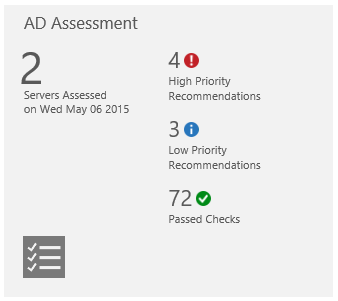 AD Assessment
2
Servers Assessed
on Wed May 06 2015
4
High Priority
Recommendations
3
Low Priority
Recommendations
72
Passed Checks